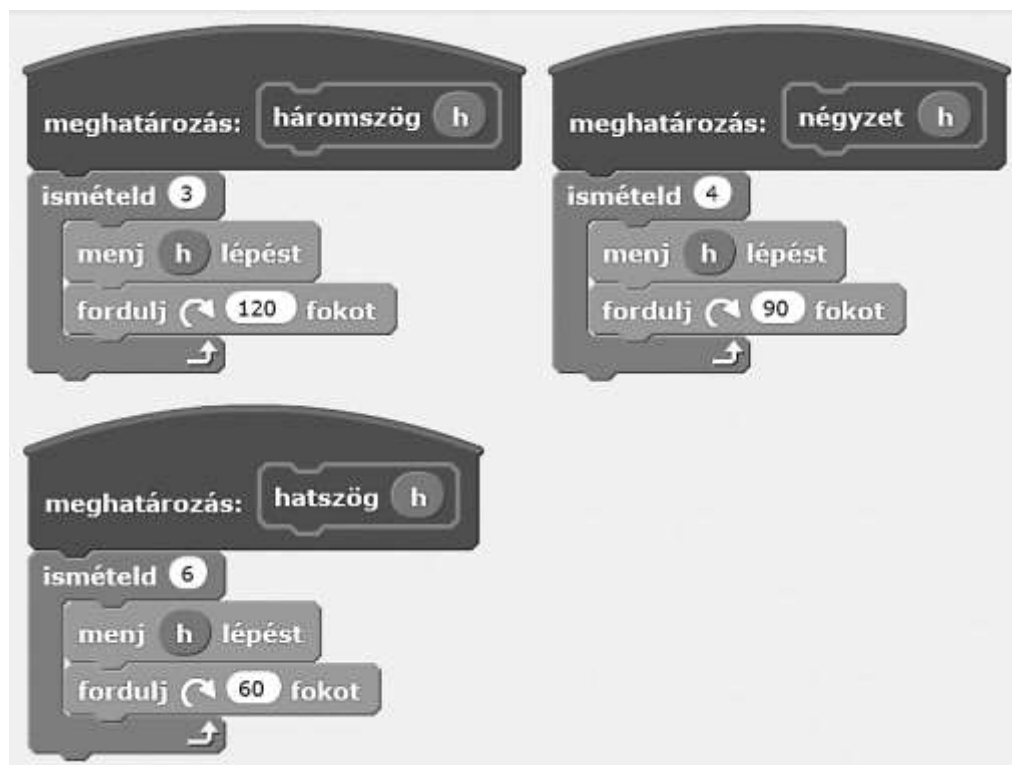 meghatározás: háromszög h
ismételd 3
menj h lépést
fordulj 120 fokot
meghatározás: négyzet h
ismételd 4
menj h lépést
fordulj 90 fokot
meghatározás: hatszög h
ismételd 6
menj h lépést
fordulj 60 fokot